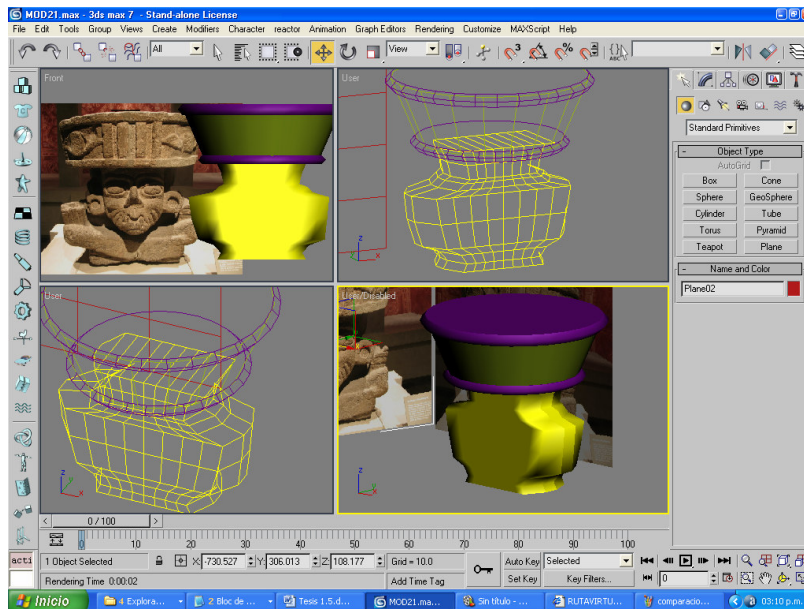 MOD21.max - 3ds max 7 - Stand-alone License
File Edit Tools Group Views Create Modifiers Character reactor Animation Graph Editors Rendering Customize MAXScript Help
All
View
ABC
Front
User
User
User/Disabled
z
x
z
x
z
x
Standard Primitives
Object Type
AutoGrid
Box Cone
Sphere GeoSphere
Cylinder Tube
Torus Pyramid
Teapot Plane
Name and Color
Plane02
0 / 100
0 10 20 30 40 50 60 70 80 90 100
acti
1 Object Selected X: -730.527 Y: 306.013 Z: 108.177 Grid = 10.0 Auto Key Selected
Rendering Time 0:00:02 Add Time Tag Set Key Key Filters... 0
Inicio 4 Explora... 2 Bloc de ... Tesis 1.5.d... MOD21.ma... Sin título - ... RUTAVIRTU... comparacio... 03:10 p.m.